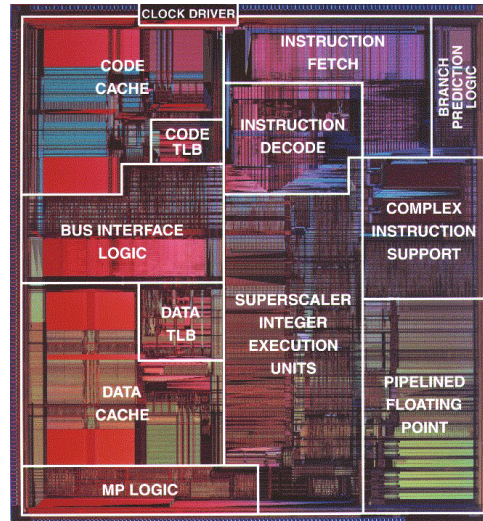 CLOCK DRIVER
CODE
CACHE
CODE
TLB
INSTRUCTION
FETCH
BRANCH
PREDICTION
LOGIC
INSTRUCTION
DECODE
BUS INTERFACE
LOGIC
COMPLEX
INSTRUCTION
SUPPORT
DATA
TLB
SUPERSCALER
INTEGER
EXECUTION
UNITS
DATA
CACHE
PIPELINED
FLOATING
POINT
MP LOGIC